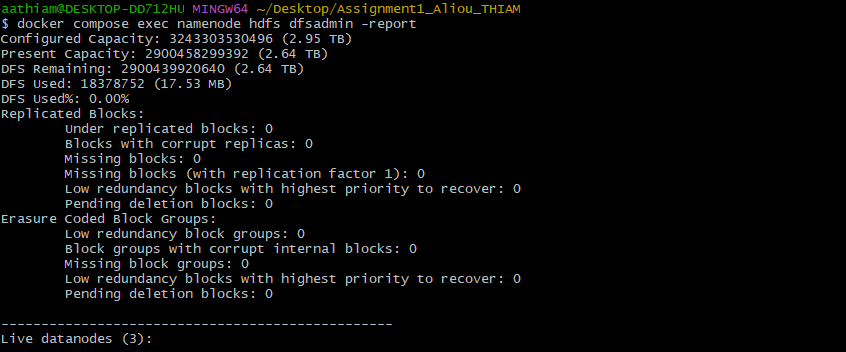 aathiam@DESKTOP-DD712HU MINGW64 ~/Desktop/Assignment1_Aliou_THIAM
$ docker compose exec namenode hdfs dfsadmin -report
Configured Capacity: 3243303530496 (2.95 TB)
Present Capacity: 2900458299392 (2.64 TB)
DFS Remaining: 2900439920640 (2.64 TB)
DFS Used: 18378752 (17.53 MB)
DFS Used%: 0.00%
Replicated Blocks:
        Under replicated blocks: 0
        Blocks with corrupt replicas: 0
        Missing blocks: 0
        Missing blocks (with replication factor 1): 0
        Low redundancy blocks with highest priority to recover: 0
        Pending deletion blocks: 0
Erasure Coded Block Groups:
        Low redundancy block groups: 0
        Block groups with corrupt internal blocks: 0
        Missing block groups: 0
        Low redundancy blocks with highest priority to recover: 0
        Pending deletion blocks: 0
-------------------------------------------------
Live datanodes (3):